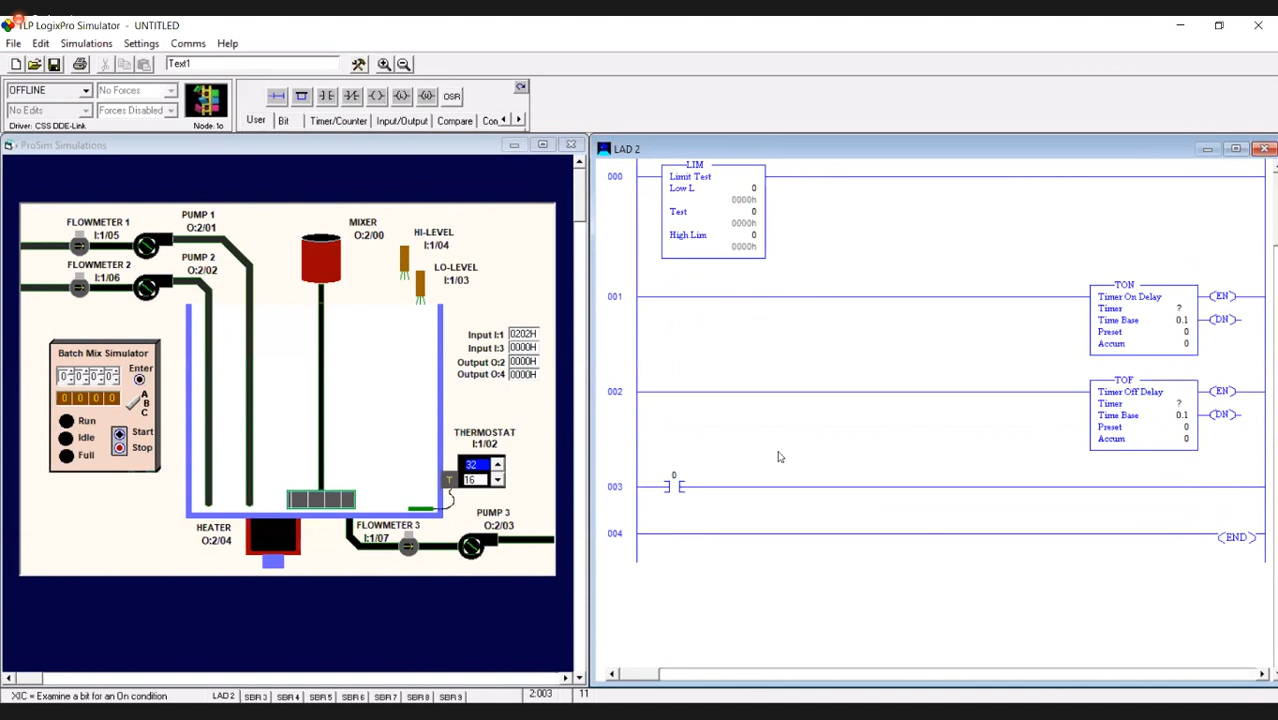 TLP LogixPro Simulator - UNTITLED
File Edit Simulations Settings Comms Help
Text1
OFFLINE No Forces
No Edits Forces Disabled
Driver: CSS DDE-Link Node: 1o
OSR
User Bit Timer/Counter Input/Output Compare Con
ProSim Simulations
FLOWMETER 1
I:1/05
PUMP 1
O:2/01
FLOWMETER 2
I:1/06
PUMP 2
O:2/02
MIXER
O:2/00
HI-LEVEL
I:1/04
LO-LEVEL
I:1/03
Input I:1 0202H
Input I:3 0000H
Output O:2 0000H
Output O:4 0000H
Batch Mix Simulator
0 0 0 0 Enter
0 0 0 0 A
B
C
Run
Idle
Full
Start
Stop
THERMOSTAT
I:1/02
32
16
T
HEATER
O:2/04
FLOWMETER 3
I:1/07
PUMP 3
O:2/03
LAD 2
000
LIM
Limit Test
Low L 0
0000h
Test 0
0000h
High Lim 0
0000h
001
TON
Timer On Delay (EN)
Timer ?
Time Base 0.1 (DN)
Preset 0
Accum 0
002
TOF
Timer Off Delay (EN)
Timer ?
Time Base 0.1 (DN)
Preset 0
Accum 0
0
003
004 (END)
XIC = Examine a bit for an On condition LAD 2 SBR 3 SBR 4 SBR 5 SBR 6 SBR 7 SBR 8 SBR 9 2:003 11